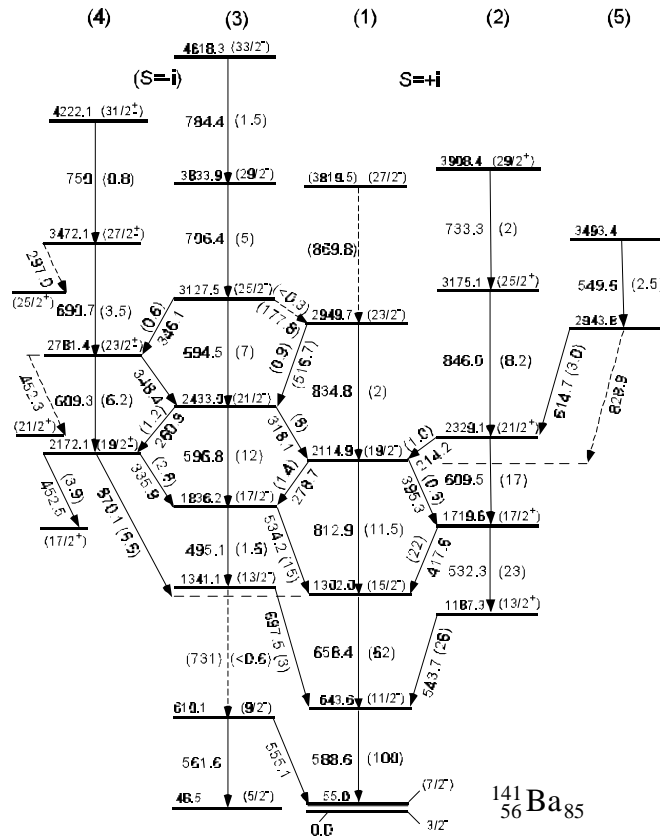 (4) (3) (1) (2) (5)
4618.3 (33/2⁻)
(S=-i) S=+i
4222.1 (31/2⁺) 784.4 (1.5)
3908.4 (29/2⁺)
750 (0.8) 3833.9 (29/2⁻) (3819.5) (27/2⁻)
3472.1 (27/2⁺) 706.4 (5) 869.8 733.3 (2) 3493.4
297.0
(25/2⁺) 3127.5 (25/2⁻) (<0.3) 3175.1 (25/2⁺) 549.6 (2.5)
690.7 (3.5) (0.6) 346.1 (177.8) 2949.7 (23/2⁻) 2943.8
2781.4 (23/2⁺) 594.5 (7) (0.9) (516.7) 846.0 (8.2) 614.7 (3.0)
452.3 609.3 (6.2) 348.4 834.8 (2) 828.9
2433.0 (21/2⁻)
(21/2⁺) (1.2) 260.9 318.1 2329.1 (21/2⁺)
2172.1 (19/2⁺) 596.8 (12) 2114.9 (19/2⁻) (1.0) 214.2
452.5 (3.9) 335.9 (2.8) (1.4) 278.7 395.3 (0.3) 609.5 (17)
(17/2⁺) 870.1 (5.5) 1836.2 (17/2⁻) 812.9 (11.5) 1719.6 (17/2⁺)
495.1 (1.5) 534.2 (15) (22) 417.6 532.3 (23)
1341.1 (13/2⁻) 1302.0 (15/2⁻) 1187.3 (13/2⁺)
(731) (<0.6) 697.5 (3) 658.4 543.7 (26)
610.1 (9/2⁻) 643.6 (11/2⁻)
561.6 555.1 588.6 (100)
48.5 (5/2⁻) 55.0 (7/2⁻)
0.0 3/2⁻
¹⁴¹₅₆Ba₈₅